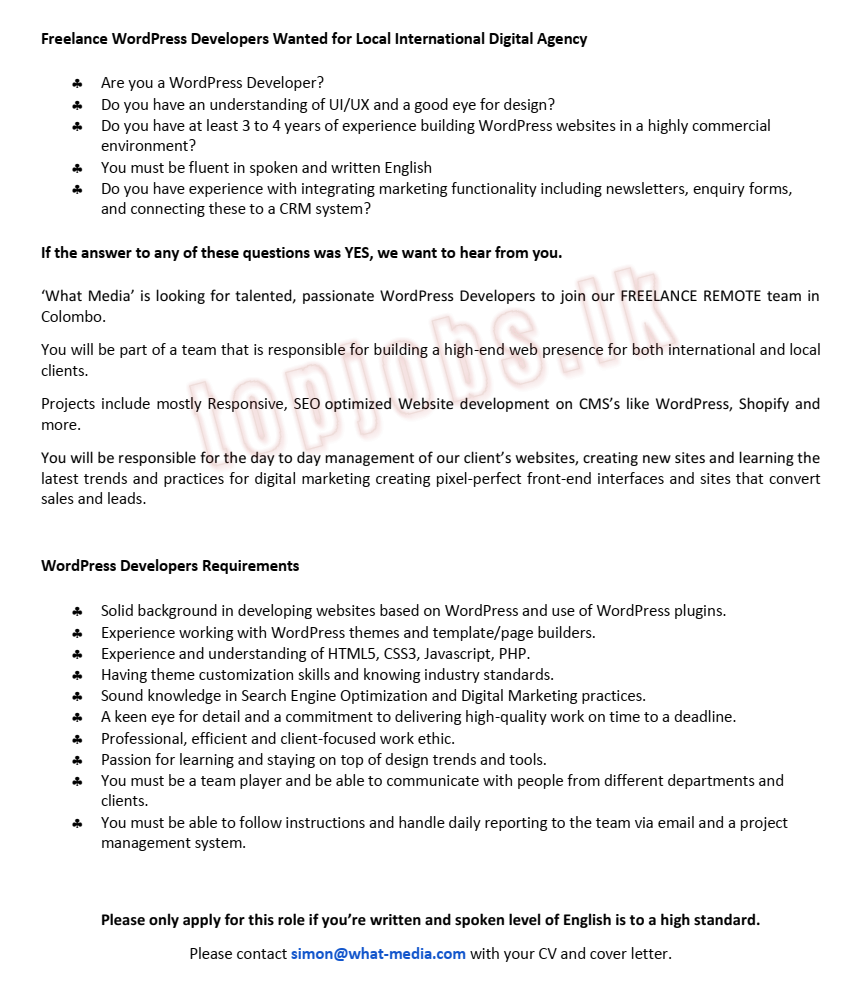 Freelance WordPress Developers Wanted for Local International Digital Agency
♣ Are you a WordPress Developer?
♣ Do you have an understanding of UI/UX and a good eye for design?
♣ Do you have at least 3 to 4 years of experience building WordPress websites in a highly commercial
environment?
♣ You must be fluent in spoken and written English
♣ Do you have experience with integrating marketing functionality including newsletters, enquiry forms,
and connecting these to a CRM system?
If the answer to any of these questions was YES, we want to hear from you.
‘What Media’ is looking for talented, passionate WordPress Developers to join our FREELANCE REMOTE team in
Colombo.
You will be part of a team that is responsible for building a high-end web presence for both international and local
clients.
Projects include mostly Responsive, SEO optimized Website development on CMS’s like WordPress, Shopify and
more.
You will be responsible for the day to day management of our client’s websites, creating new sites and learning the
latest trends and practices for digital marketing creating pixel-perfect front-end interfaces and sites that convert
sales and leads.
topjobs.lk
WordPress Developers Requirements
♣ Solid background in developing websites based on WordPress and use of WordPress plugins.
♣ Experience working with WordPress themes and template/page builders.
♣ Experience and understanding of HTML5, CSS3, Javascript, PHP.
♣ Having theme customization skills and knowing industry standards.
♣ Sound knowledge in Search Engine Optimization and Digital Marketing practices.
♣ A keen eye for detail and a commitment to delivering high-quality work on time to a deadline.
♣ Professional, efficient and client-focused work ethic.
♣ Passion for learning and staying on top of design trends and tools.
♣ You must be a team player and be able to communicate with people from different departments and
clients.
♣ You must be able to follow instructions and handle daily reporting to the team via email and a project
management system.
Please only apply for this role if you’re written and spoken level of English is to a high standard.
Please contact simon@what-media.com with your CV and cover letter.